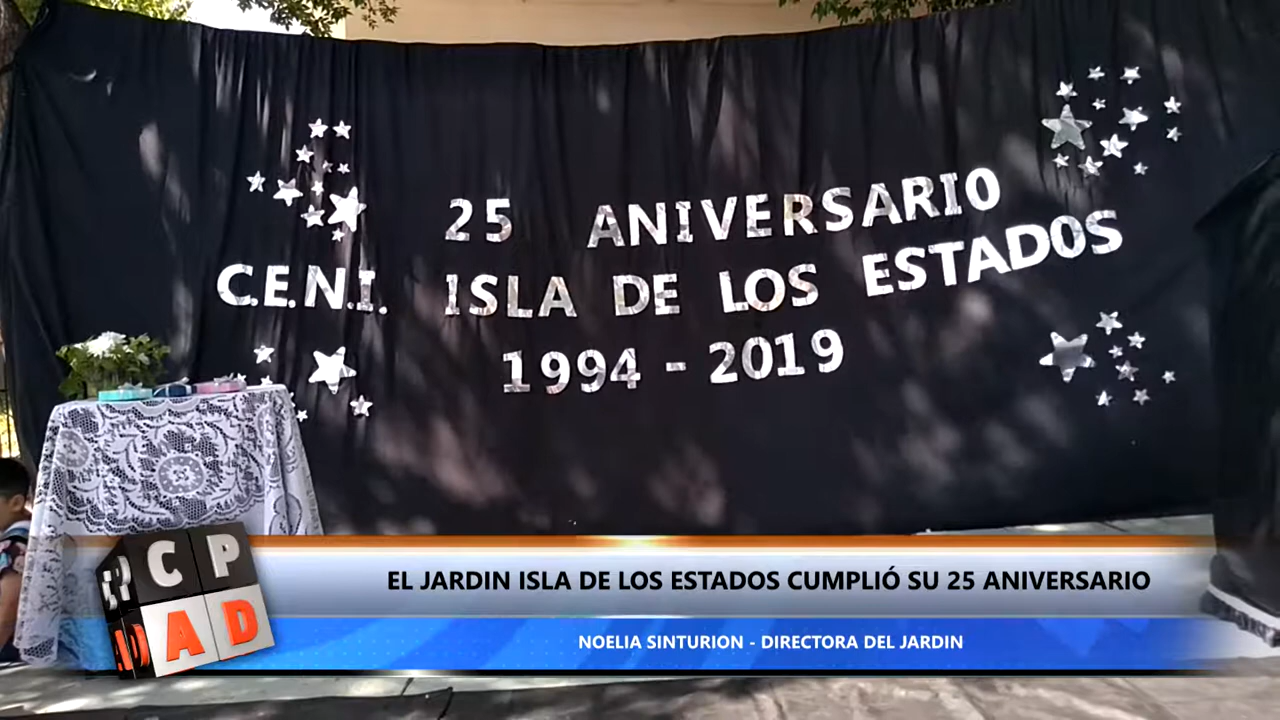 25 ANIVERSARIO
C.E.N.I. ISLA DE LOS ESTADOS
1994 - 2019
CP
AD
EL JARDIN ISLA DE LOS ESTADOS CUMPLIÓ SU 25 ANIVERSARIO
NOELIA SINTURION - DIRECTORA DEL JARDIN